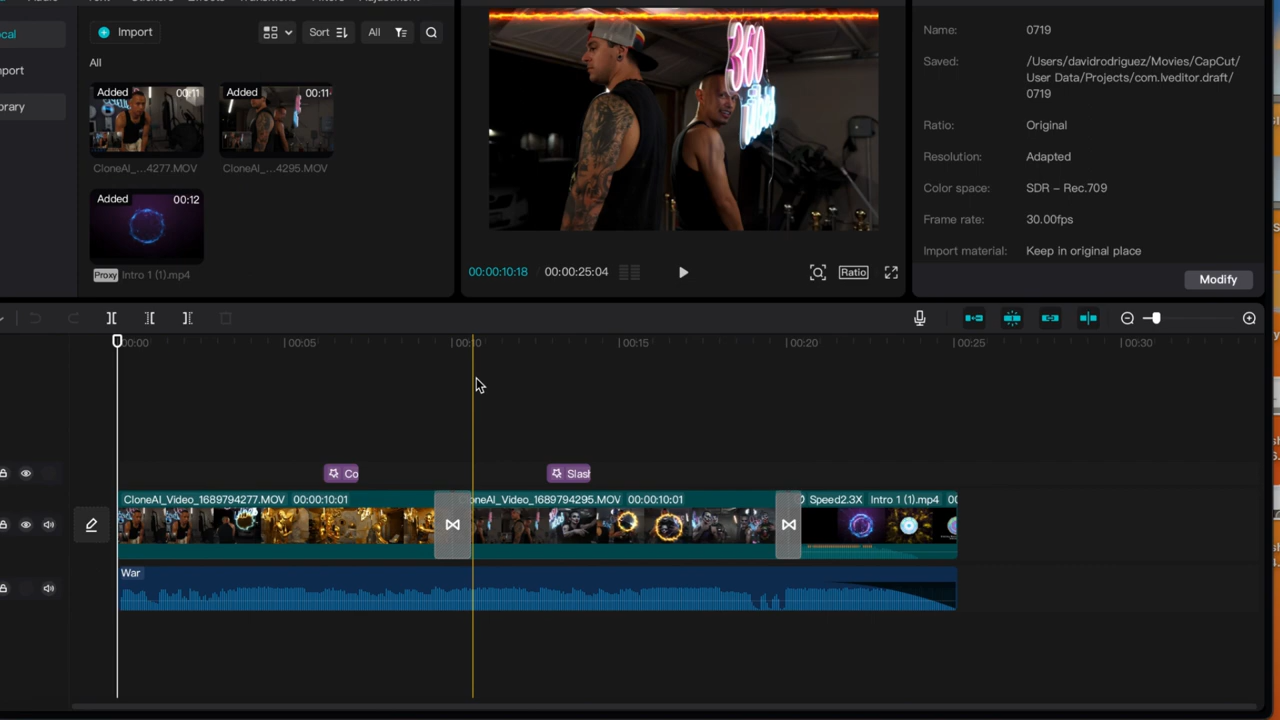 Import
Sort
All
All
Added
00:11
Added
00:11
CloneAI_...4277.MOV
CloneAI_...4295.MOV
Added
00:12
Proxy
Intro 1 (1).mp4
360
00:00:10:18
00:00:25:04
Ratio
Name:
0719
Saved:
/Users/davidrodriguez/Movies/CapCut/
User Data/Projects/com.lveditor.draft/
0719
Ratio:
Original
Resolution:
Adapted
Color space:
SDR – Rec.709
Frame rate:
30.00fps
Import material:
Keep in original place
Modify
00:00
00:05
00:10
00:15
00:20
00:25
00:30
Co
Slas
CloneAI_Video_1689794277.MOV 00:00:10:01
oneAI_Video_1689794295.MOV 00:00:10:01
Speed2.3X Intro 1 (1).mp4 00
War